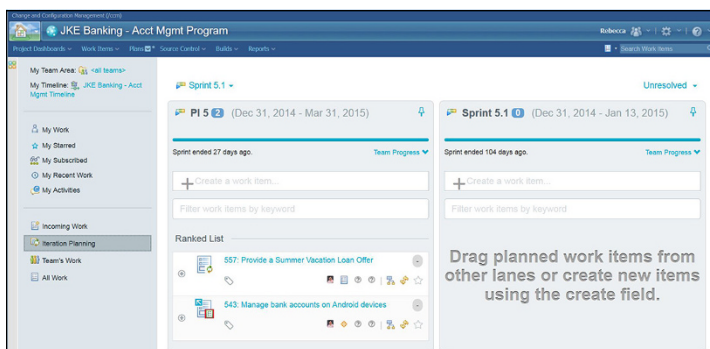 Change and Configuration Management (/ccm)
JKE Banking - Acct Mgmt Program
Rebecca
Project Dashboards
Work Items
Plans
Source Control
Builds
Reports
Search Work Items
My Team Area: <all teams>
My Timeline: JKE Banking - Acct
Mgmt Timeline
My Work
My Starred
My Subscribed
My Recent Work
My Activities
Incoming Work
Iteration Planning
Team's Work
All Work
Sprint 5.1
Unresolved
PI 5 2 (Dec 31, 2014 - Mar 31, 2015)
Sprint ended 27 days ago.
Team Progress
Create a work item...
Filter work items by keyword
Ranked List
557: Provide a Summer Vacation Loan Offer
543: Manage bank accounts on Android devices
Sprint 5.1 0 (Dec 31, 2014 - Jan 13, 2015)
Sprint ended 104 days ago.
Team Progress
Create a work item...
Filter work items by keyword
Drag planned work items from
other lanes or create new items
using the create field.